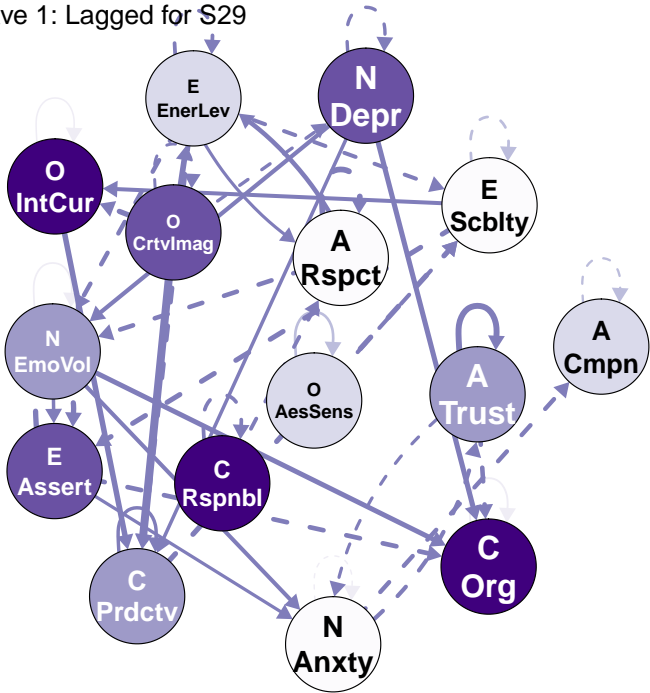 ve 1: Lagged for S29
E
EnerLev
N
Depr
O
IntCur
E
Scblty
O
CrtvImag
A
Rspct
N
EmoVol
A
Cmpn
O
AesSens
A
Trust
E
Assert
C
Rspnbl
C
Org
C
Prdctv
N
Anxty